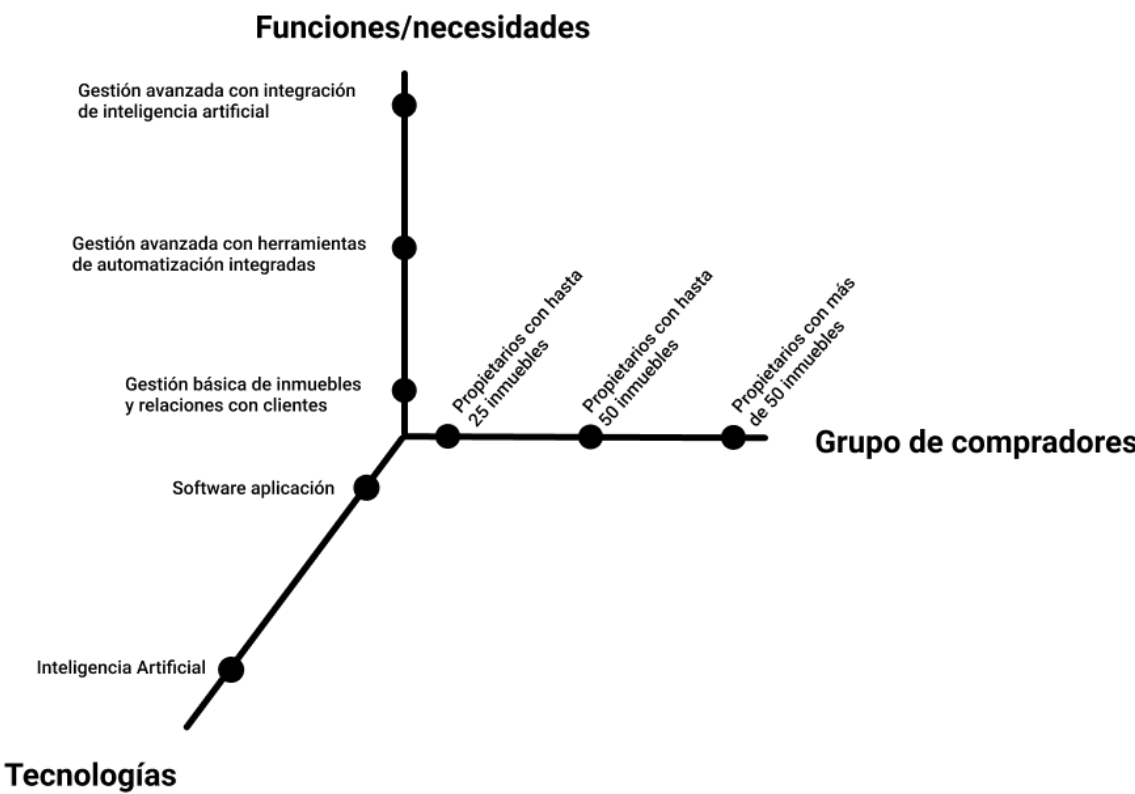 Funciones/necesidades
Gestión avanzada con integración
de inteligencia artificial
Gestión avanzada con herramientas
de automatización integradas
Gestión básica de inmuebles
y relaciones con clientes
Propietarios con hasta
25 inmuebles
Propietarios con hasta
50 inmuebles
Propietarios con más
de 50 inmuebles
Grupo de compradores
Software aplicación
Inteligencia Artificial
Tecnologías